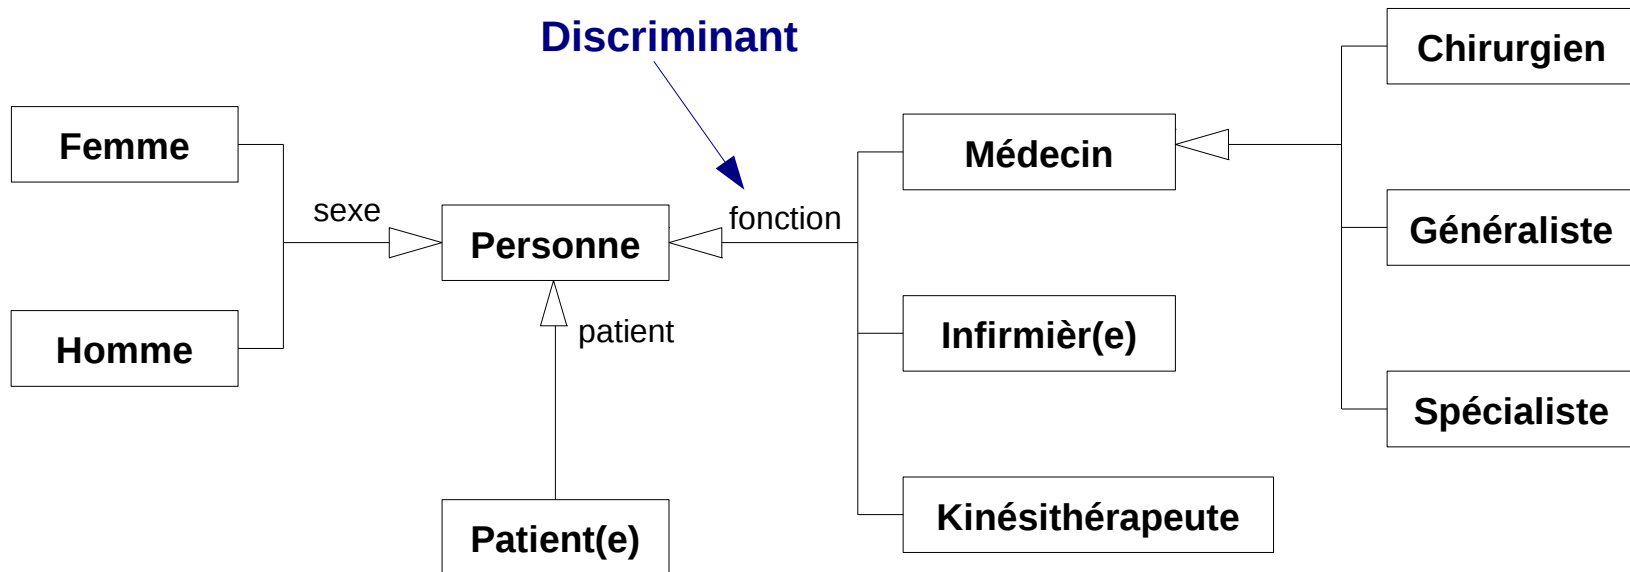 Discriminant
Chirurgien
Femme
Médecin
sexe
fonction
Généraliste
Personne
patient
Infirmièr(e)
Homme
Spécialiste
Kinésithérapeute
Patient(e)